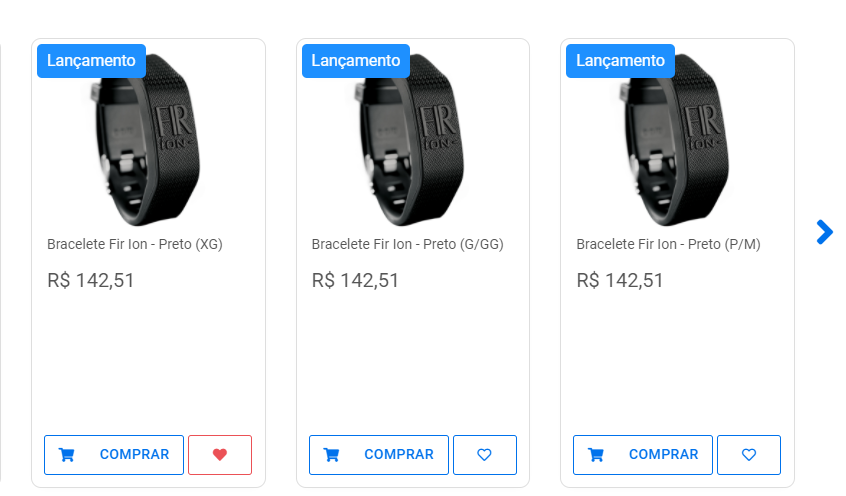 Lançamento
FIR
ION
Bracelete Fir Ion - Preto (XG)
R$ 142,51
COMPRAR
Lançamento
FIR
ION
Bracelete Fir Ion - Preto (G/GG)
R$ 142,51
COMPRAR
Lançamento
FIR
ION
Bracelete Fir Ion - Preto (P/M)
R$ 142,51
COMPRAR